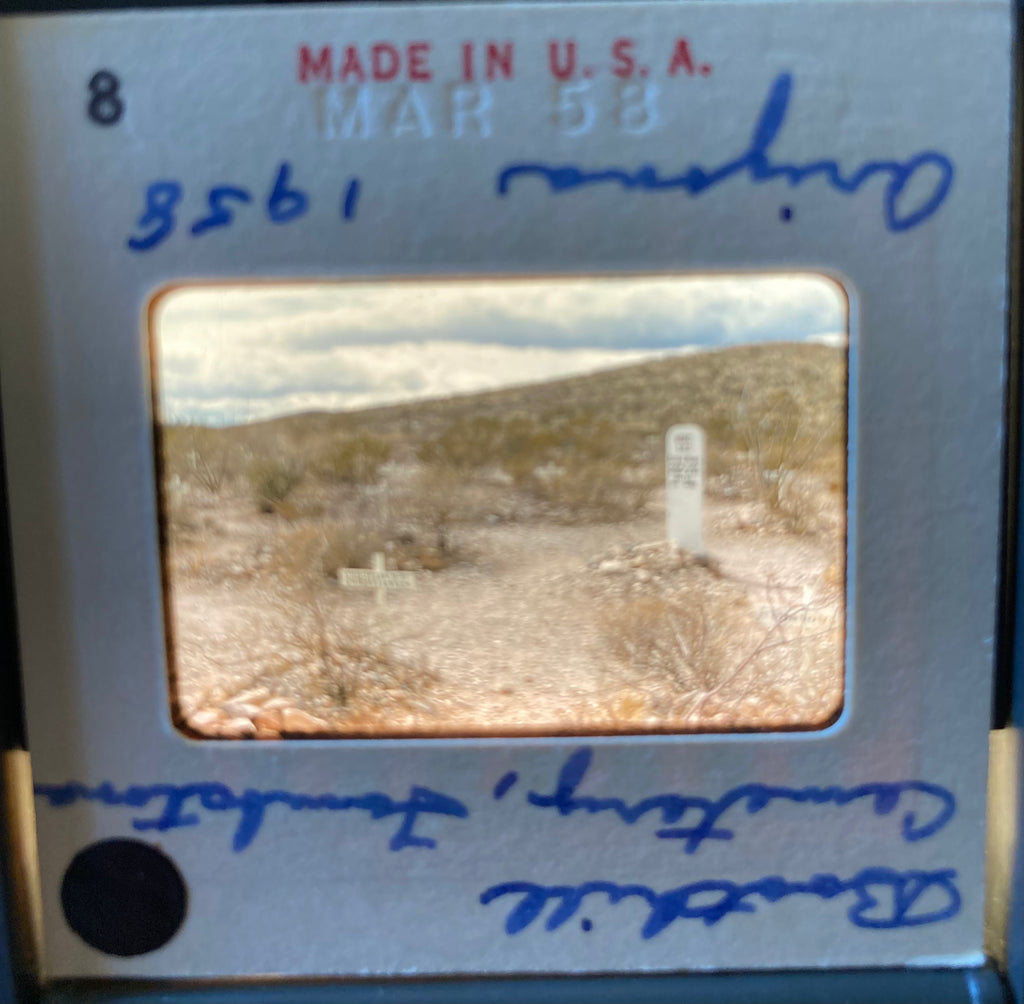 8
MADE IN U.S.A.
MAR 58
Boothill
Cemetery, Tombstone
Arizona 1958